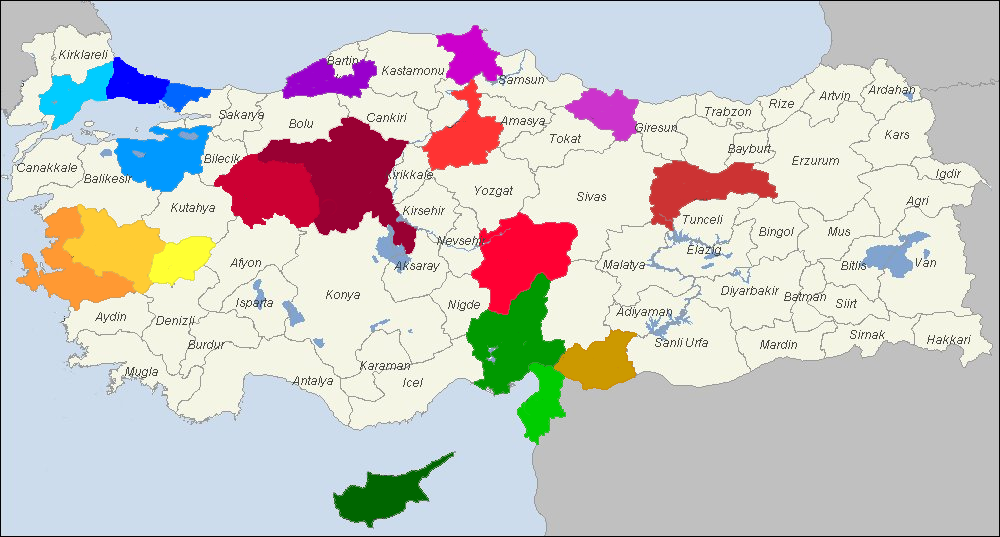 Kirklareli
Bartin
Kastamonu
Samsun
Sakarya
Bolu
Cankiri
Amasya
Tokat
Giresun
Trabzon
Rize
Artvin
Ardahan
Kars
Bayburt
Erzurum
Igdir
Canakkale
Balikesir
Bilecik
Kirikkale
Yozgat
Sivas
Agri
Kutahya
Kirsehir
Tunceli
Nevsehir
Elazig
Bingol
Mus
Afyon
Aksaray
Malatya
Bitlis
Van
Isparta
Konya
Nigde
Diyarbakir
Batman
Siirt
Aydin
Denizli
Adiyaman
Burdur
Sanli Urfa
Mardin
Sirnak
Hakkari
Mugla
Antalya
Karaman
Icel